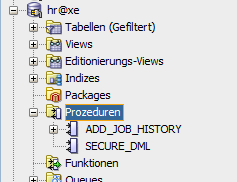 hr@xe
Tabellen (Gefiltert)
Views
Editionierungs-Views
Indizes
Packages
Prozeduren
ADD_JOB_HISTORY
SECURE_DML
Funktionen
Queues